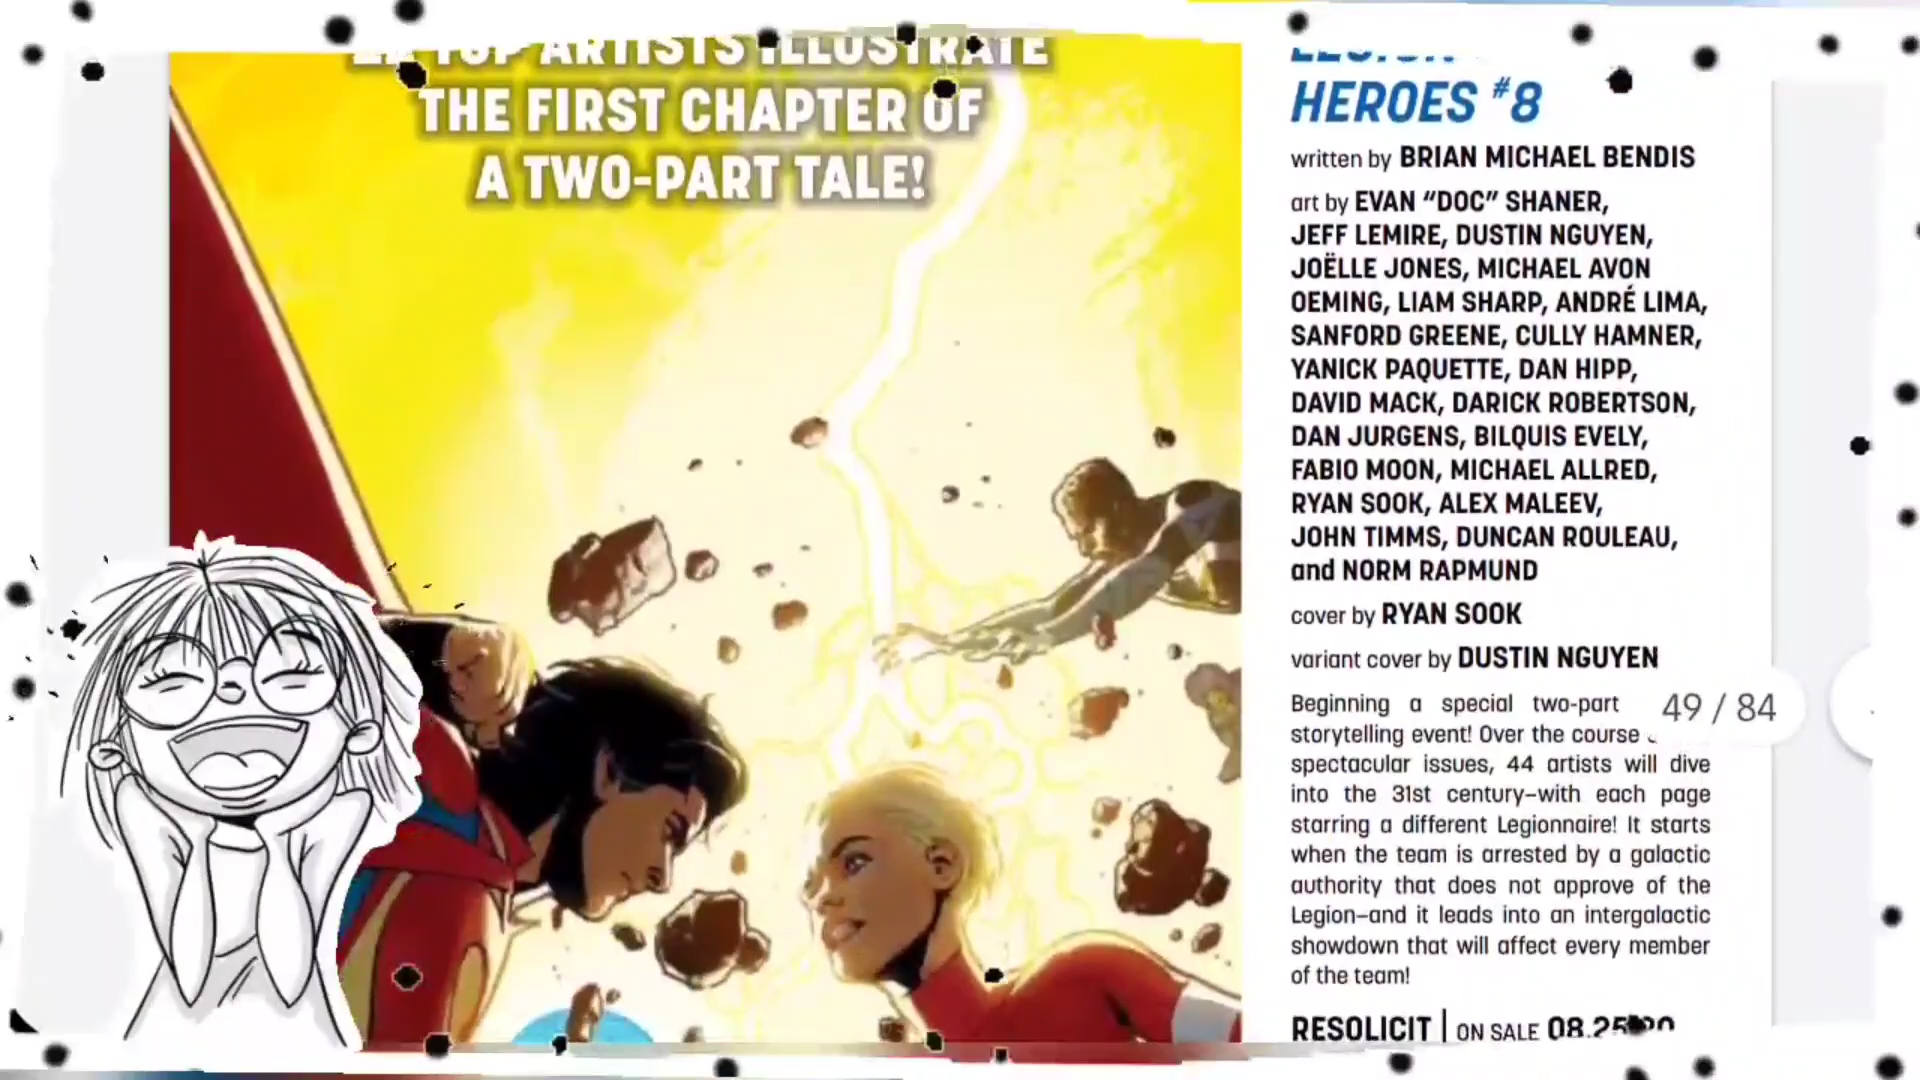 TOP ARTISTS ILLUSTRATE
THE FIRST CHAPTER OF
A TWO-PART TALE!
LEGION
HEROES #8
written by BRIAN MICHAEL BENDIS
art by EVAN “DOC” SHANER,
JEFF LEMIRE, DUSTIN NGUYEN,
JOËLLE JONES, MICHAEL AVON
OEMING, LIAM SHARP, ANDRÉ LIMA,
SANFORD GREENE, CULLY HAMNER,
YANICK PAQUETTE, DAN HIPP,
DAVID MACK, DARICK ROBERTSON,
DAN JURGENS, BILQUIS EVELY,
FABIO MOON, MICHAEL ALLRED,
RYAN SOOK, ALEX MALEEV,
JOHN TIMMS, DUNCAN ROULEAU,
and NORM RAPMUND
cover by RYAN SOOK
variant cover by DUSTIN NGUYEN
Beginning a special two-part
storytelling event! Over the course
spectacular issues, 44 artists will dive
into the 31st century–with each page
starring a different Legionnaire! It starts
when the team is arrested by a galactic
authority that does not approve of the
Legion–and it leads into an intergalactic
showdown that will affect every member
of the team!
RESOLICIT | ON SALE 08.25.20
49 / 84